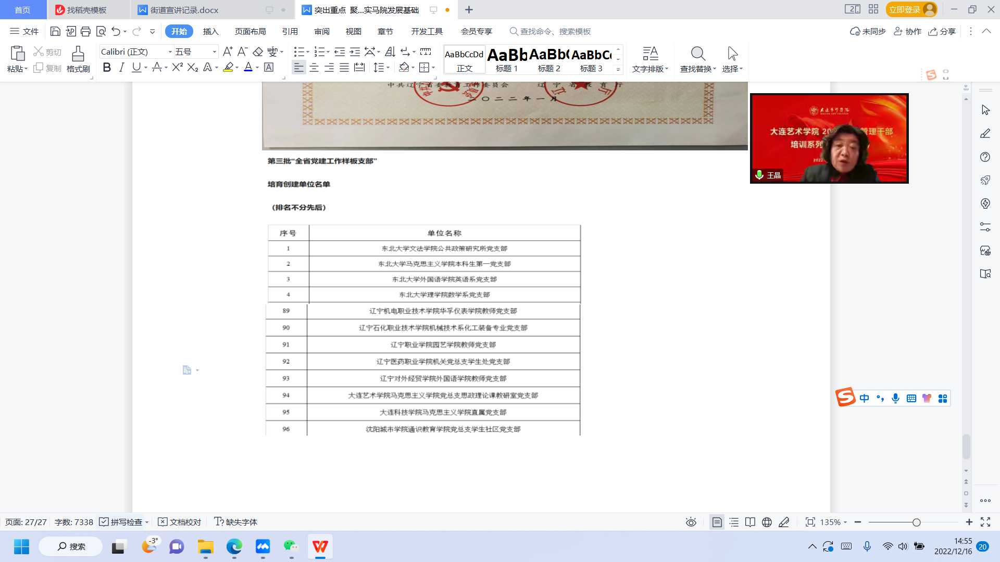 首页
找稻壳模板
街道宣讲记录.docx
突出重点 聚...实马院发展基础
立即登录
文件
开始
插入
页面布局
引用
审阅
视图
章节
开发工具
会员专享
查找命令、搜索模板
未同步
协作
分享
粘贴
剪切
复制
格式刷
Calibri (正文)
五号
AaBbCcDd
正文
标题 1
标题 2
标题 3
文字排版
查找替换
选择
中共辽宁省委教育工作委员会 辽宁省教育厅
二〇二二年一月
大连艺术学院
培训系列
王晶
第三批“全省党建工作样板支部”
培育创建单位名单
（排名不分先后）
序号 单位名称
1 东北大学文法学院公共政策研究所党支部
2 东北大学马克思主义学院本科生第一党支部
3 东北大学外国语学院英语系党支部
4 东北大学理学院数学系党支部
89 辽宁机电职业技术学院华孚仪表学院教师党支部
90 辽宁石化职业技术学院机械技术系化工装备专业党支部
91 辽宁职业学院园艺学院教师党支部
92 辽宁医药职业学院机关党总支学生处党支部
93 辽宁对外经贸学院外国语学院教师党支部
94 大连艺术学院马克思主义学院党总支思政理论课教研室党支部
95 大连科技学院马克思主义学院直属党支部
96 沈阳城市学院通识教育学院党总支学生社区党支部
中
页面: 27/27 字数: 7338 拼写检查 文档校对 缺失字体
135%
搜索
-3°
14:55
2022/12/16
20